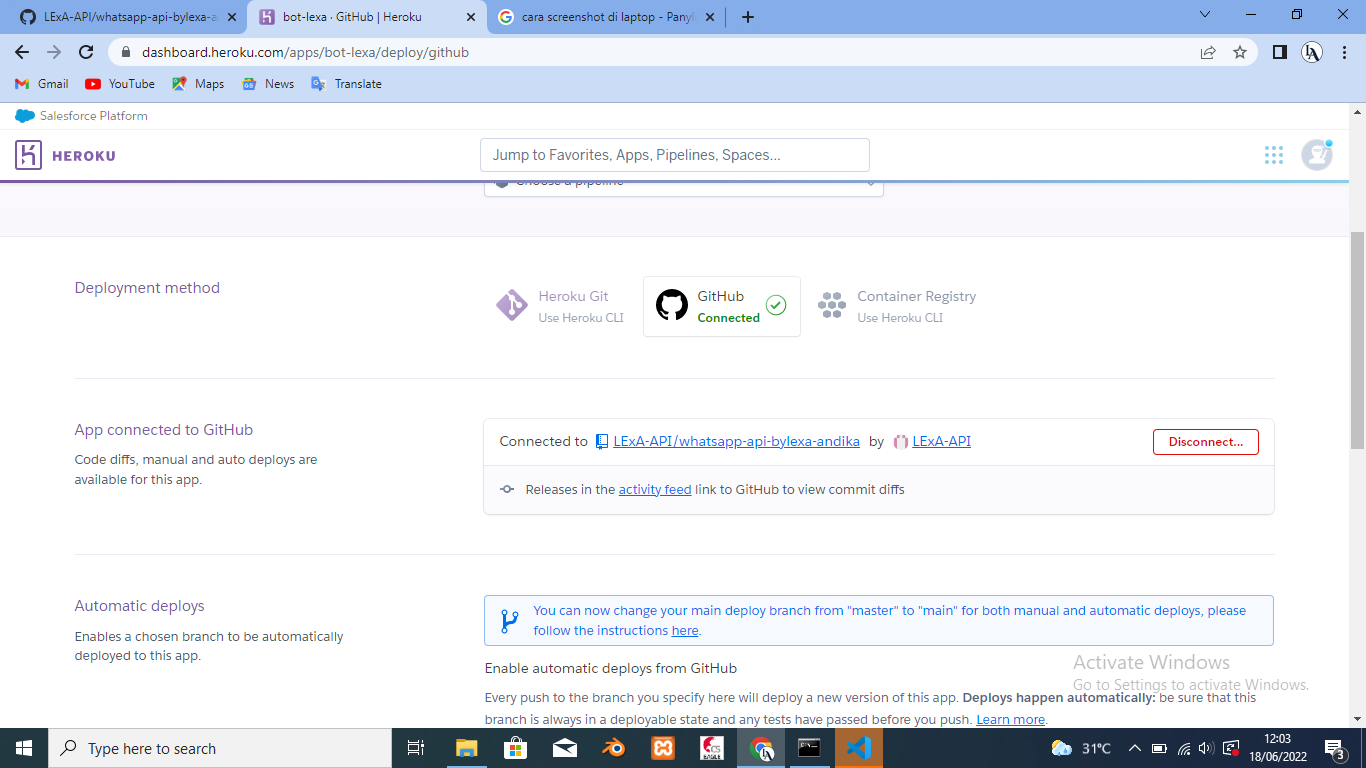 LExA-API/whatsapp-api-bylexa-a
bot-lexa · GitHub | Heroku
cara screenshot di laptop - Panyl
dashboard.heroku.com/apps/bot-lexa/deploy/github
Gmail
YouTube
Maps
News
Translate
Salesforce Platform
HEROKU
Jump to Favorites, Apps, Pipelines, Spaces...
Choose a pipeline
Deployment method
Heroku Git
Use Heroku CLI
GitHub
Connected
Container Registry
Use Heroku CLI
App connected to GitHub
Code diffs, manual and auto deploys are
available for this app.
Connected to LExA-API/whatsapp-api-bylexa-andika by LExA-API
Disconnect...
Releases in the activity feed link to GitHub to view commit diffs
Automatic deploys
Enables a chosen branch to be automatically
deployed to this app.
You can now change your main deploy branch from "master" to "main" for both manual and automatic deploys, please
follow the instructions here.
Enable automatic deploys from GitHub
Every push to the branch you specify here will deploy a new version of this app. Deploys happen automatically: be sure that this
branch is always in a deployable state and any tests have passed before you push. Learn more.
Activate Windows
Go to Settings to activate Windows.
Type here to search
CS
EAGLE
31°C
12:03
18/06/2022
3